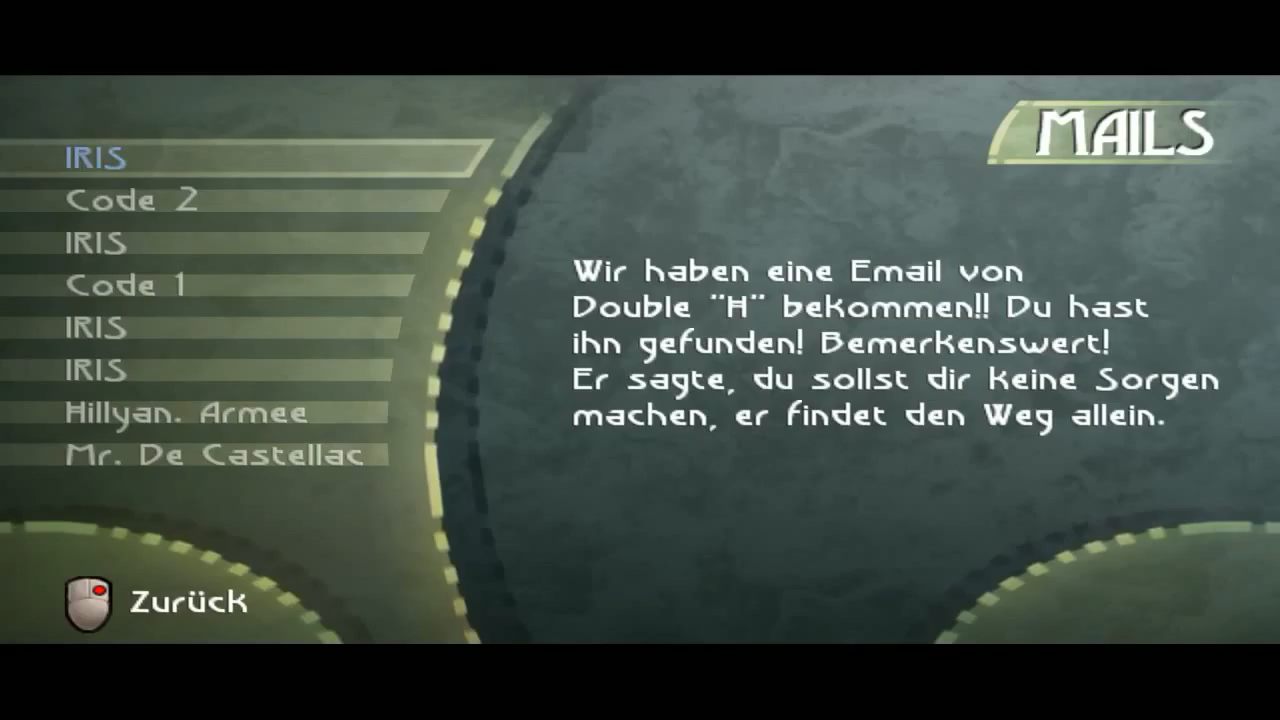 MAILS
IRIS
Code 2
IRIS
Code 1
IRIS
IRIS
Hillyan. Armee
Mr. De Castellac
Wir haben eine Email von
Double "H" bekommen!! Du hast
ihn gefunden! Bemerkenswert!
Er sagte, du sollst dir keine Sorgen
machen, er findet den Weg allein.
Zurück